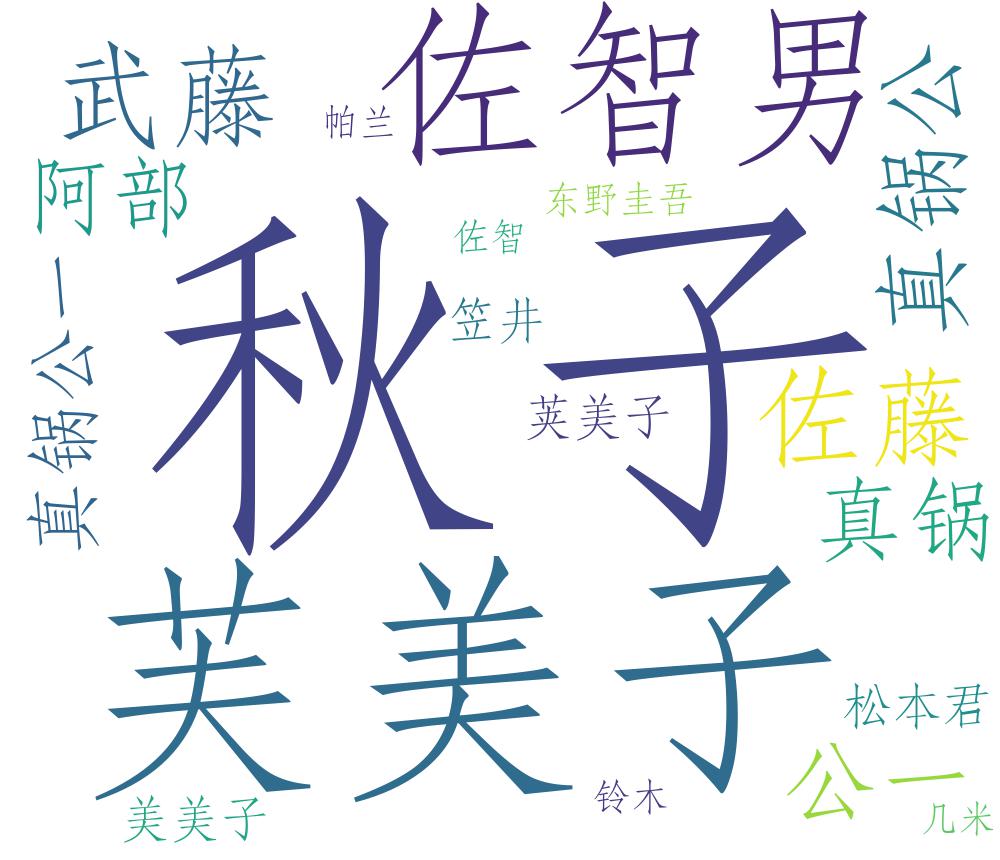 武藤
帕兰
佐智男
真锅公
阿部
东野圭吾
佐智
秋子
笠井
真锅公一
荚美子
佐藤
真锅
芙美子
松本君
公一
铃木
美美子
几米